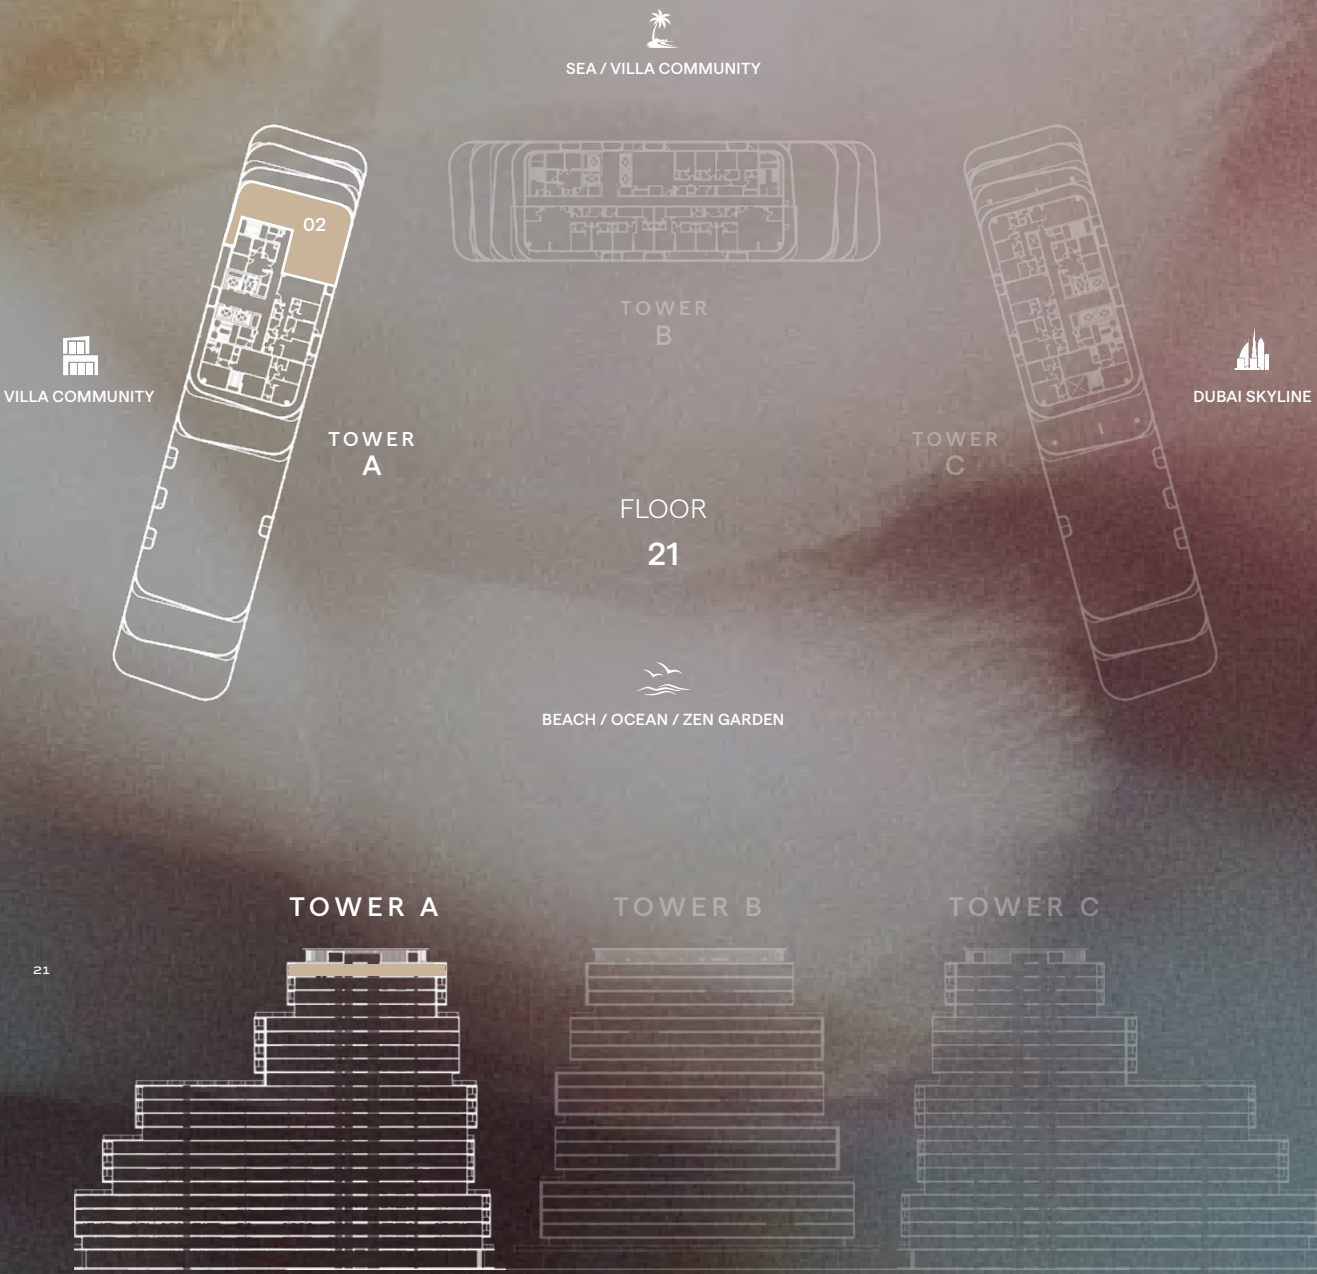 SEA / VILLA COMMUNITY
02
TOWER
B
VILLA COMMUNITY
DUBAI SKYLINE
TOWER
A
TOWER
C
FLOOR
21
BEACH / OCEAN / ZEN GARDEN
TOWER A
TOWER B
TOWER C
21